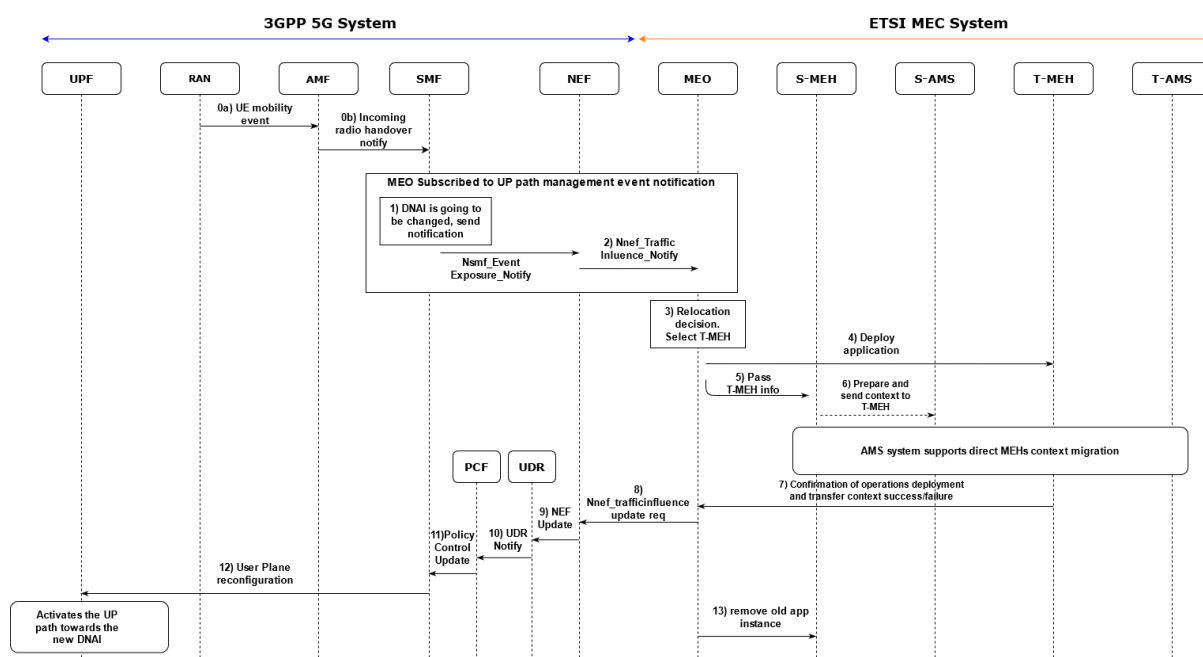 3GPP 5G System
ETSI MEC System
UPF
RAN
AMF
SMF
NEF
MEO
S-MEH
S-AMS
T-MEH
T-AMS
0a) UE mobility
event
0b) Incoming
radio handover
notify
MEO Subscribed to UP path management event notification
1) DNAI is going to
be changed, send
notification
Nsmf_Event
Exposure_Notify
2) Nnef_Traffic
Inluence_Notify
3) Relocation
decision.
Select T-MEH
4) Deploy
application
5) Pass
T-MEH info
6) Prepare and
send context to
T-MEH
AMS system supports direct MEHs context migration
PCF
UDR
7) Confirmation of operations deployment
and transfer context success/failure
8)
Nnef_trafficinfluence
update req
9) NEF
Update
10) UDR
Notify
11)Policy
Control
Update
12) User Plane
reconfiguration
Activates the UP
path towards the
new DNAI
13) remove old app
instance